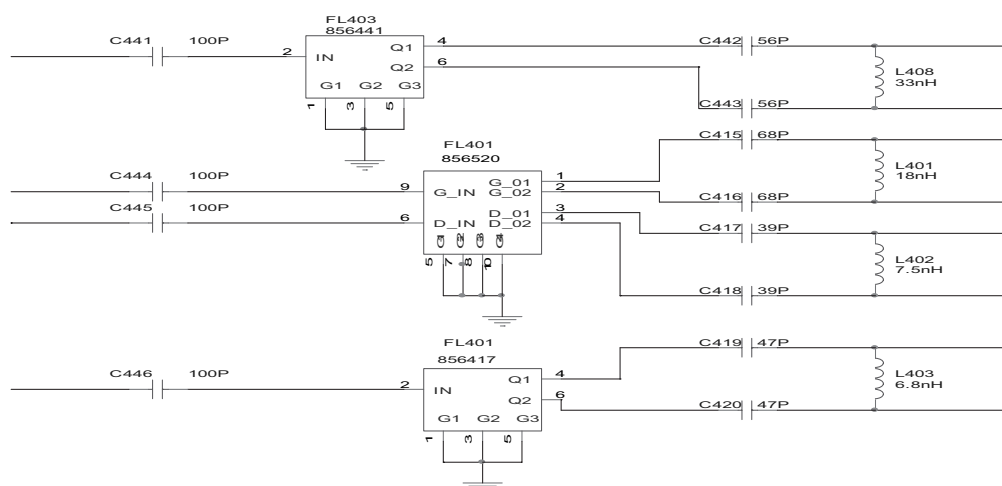 FL403
856441
C441 100P
2 IN
Q1 4
Q2 6
G1 G2 G3
1 3 5
C442 56P
C443 56P
L408
33nH
FL401
856520
C444 100P
C445 100P
9 G_IN
6 D_IN
G_01 1
G_02 2
D_01 3
D_02 4
G1 G2 G3 G4
5 7 8 10
C415 68P
C416 68P
L401
18nH
C417 39P
C418 39P
L402
7.5nH
FL401
856417
C446 100P
2 IN
Q1 4
Q2 6
G1 G2 G3
1 3 5
C419 47P
C420 47P
L403
6.8nH